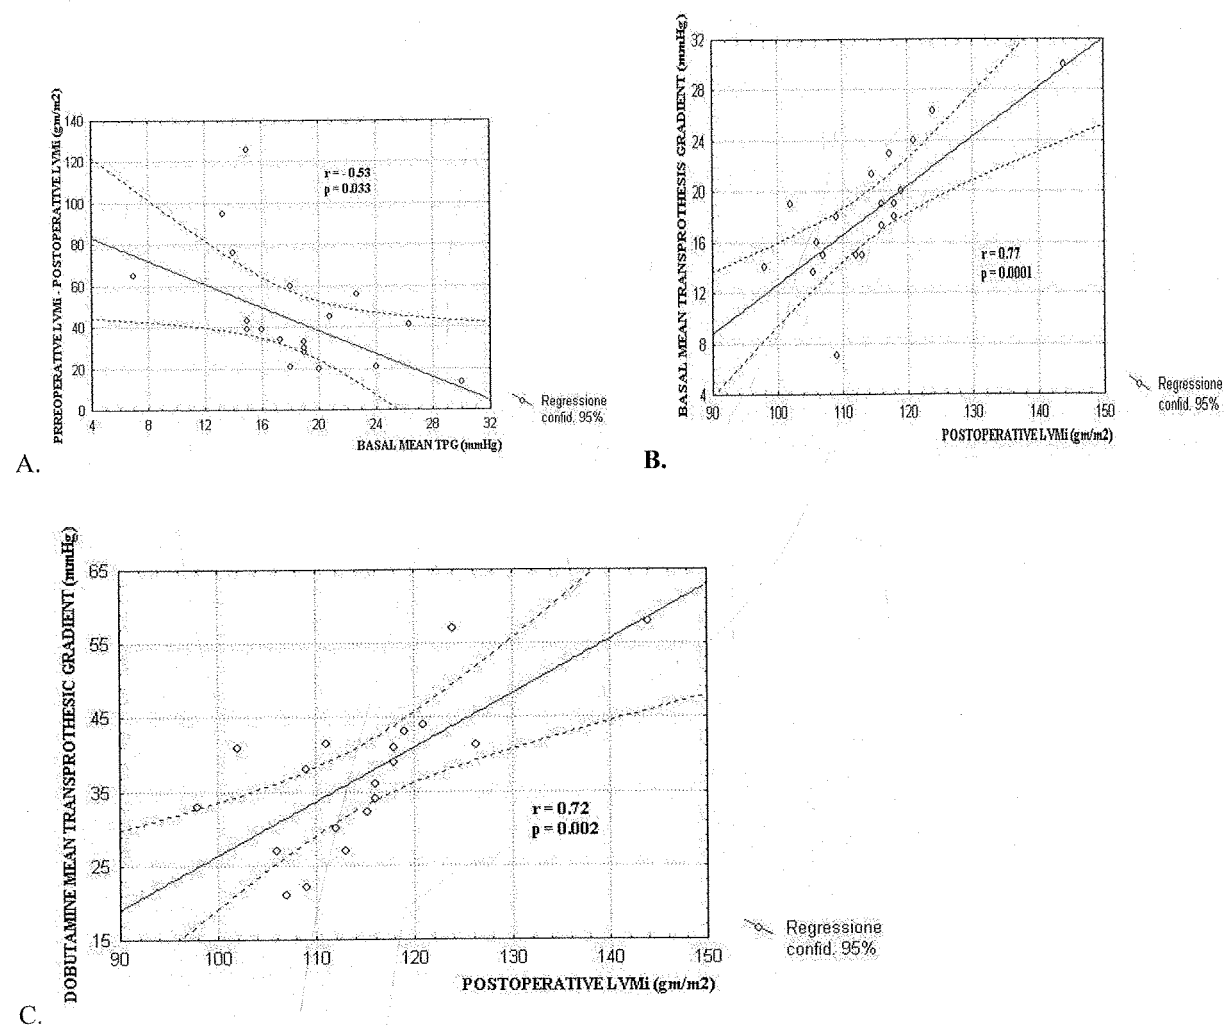 PRREOPERATIVE LVMi - POSTOPERATIVE LVMi (gm/m2)
140
120
100
80
60
40
20
0
r = - 0.53
p = 0.033
4 8 12 16 20 24 28 32
BASAL MEAN TPG (mmHg)
Regressione
confid. 95%
A.
BASAL MEAN TRANSPROTHESIS GRADIENT (mmHg)
32
28
24
20
16
12
8
4
r = 0.77
p = 0.0001
90 100 110 120 130 140 150
POSTOPERATIVE LVMi (gm/m2)
Regressione
confid. 95%
B.
DOBUTAMINE MEAN TRANSPROTHESIC GRADIENT (mmHg)
65
55
45
35
25
15
r = 0.72
p = 0.002
90 100 110 120 130 140 150
POSTOPERATIVE LVMi (gm/m2)
Regressione
confid. 95%
C.